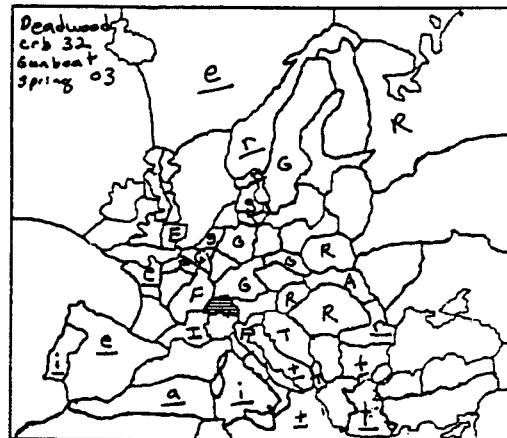 Deadwood
crb 32
Gunboat
Spring 03
e
R
r G
g
E g G R
G
e A
F G R R
I
F T r
e t t
i
a i t
t